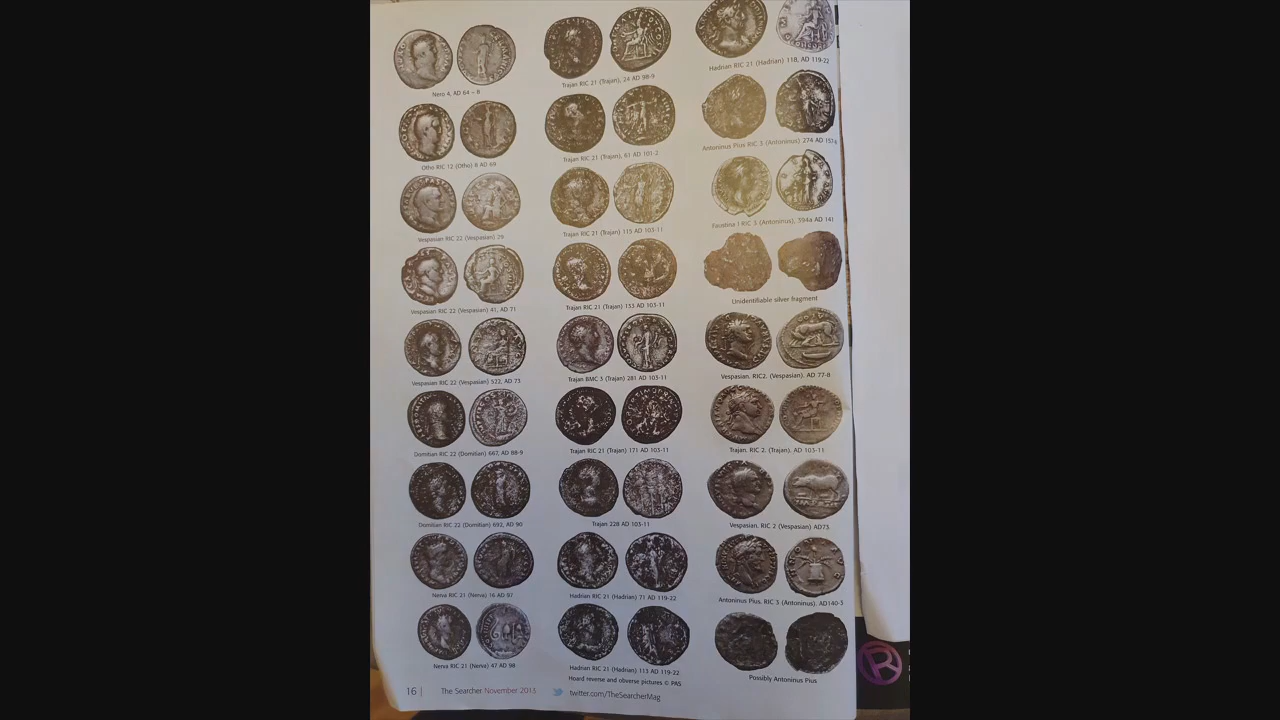 Nero 4, AD 64 – 8
Otho RIC 12 (Otho) 8 AD 69
Vespasian RIC 22 (Vespasian) 29
Vespasian RIC 22 (Vespasian) 41, AD 71
Vespasian RIC 22 (Vespasian) 522, AD 73
Domitian RIC 22 (Domitian) 667, AD 88-9
Domitian RIC 22 (Domitian) 692, AD 90
Nerva RIC 21 (Nerva) 16 AD 97
Nerva RIC 21 (Nerva) 47 AD 98
Trajan RIC 21 (Trajan), 24 AD 98-9
Trajan RIC 21 (Trajan), 61 AD 101-2
Trajan RIC 21 (Trajan) 115 AD 103-11
Trajan RIC 21 (Trajan) 133 AD 103-11
Trajan BMC 3 (Trajan) 281 AD 103-11
Trajan RIC 21 (Trajan) 171 AD 103-11
Trajan 228 AD 103-11
Hadrian RIC 21 (Hadrian) 71 AD 119-22
Hadrian RIC 21 (Hadrian) 113 AD 119-22
Hoard reverse and obverse pictures © PAS
Hadrian RIC 21 (Hadrian) 118, AD 119-22
Antoninus Pius RIC 3 (Antoninus) 274 AD
Faustina I RIC 3 (Antoninus), 394a AD 141
Unidentifiable silver fragment
Vespasian. RIC2. (Vespasian). AD 77-8
Trajan. RIC 2. (Trajan). AD 103-11
Vespasian. RIC 2 (Vespasian) AD73
Antoninus Pius. RIC 3 (Antoninus). AD140-3
Possibly Antoninus Pius
16 | The Searcher November 2013 twitter.com/TheSearcherMag